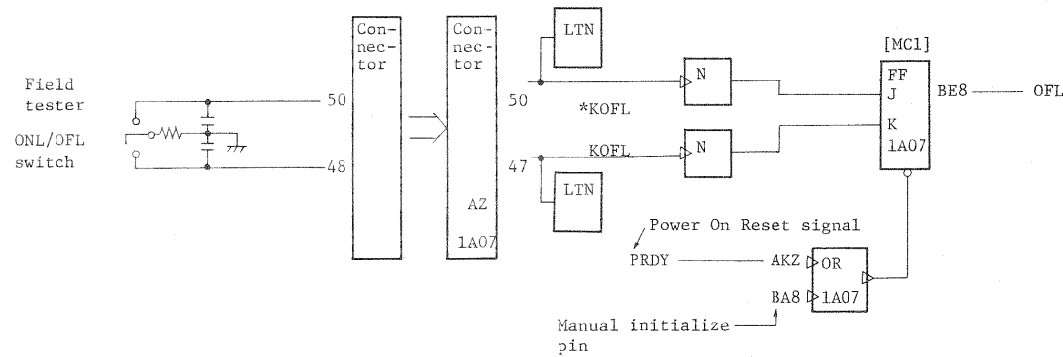 Field
tester
ONL/OFL
switch
50
48
Con-
nec-
tor
Con-
nec-
tor
AZ
1A07
50
47
LTN
*KOFL
KOFL
LTN
N
N
[MC1]
FF
J
K
1A07
BE8
OFL
Power On Reset signal
PRDY
AKZ
OR
BA8
1A07
Manual initialize
pin